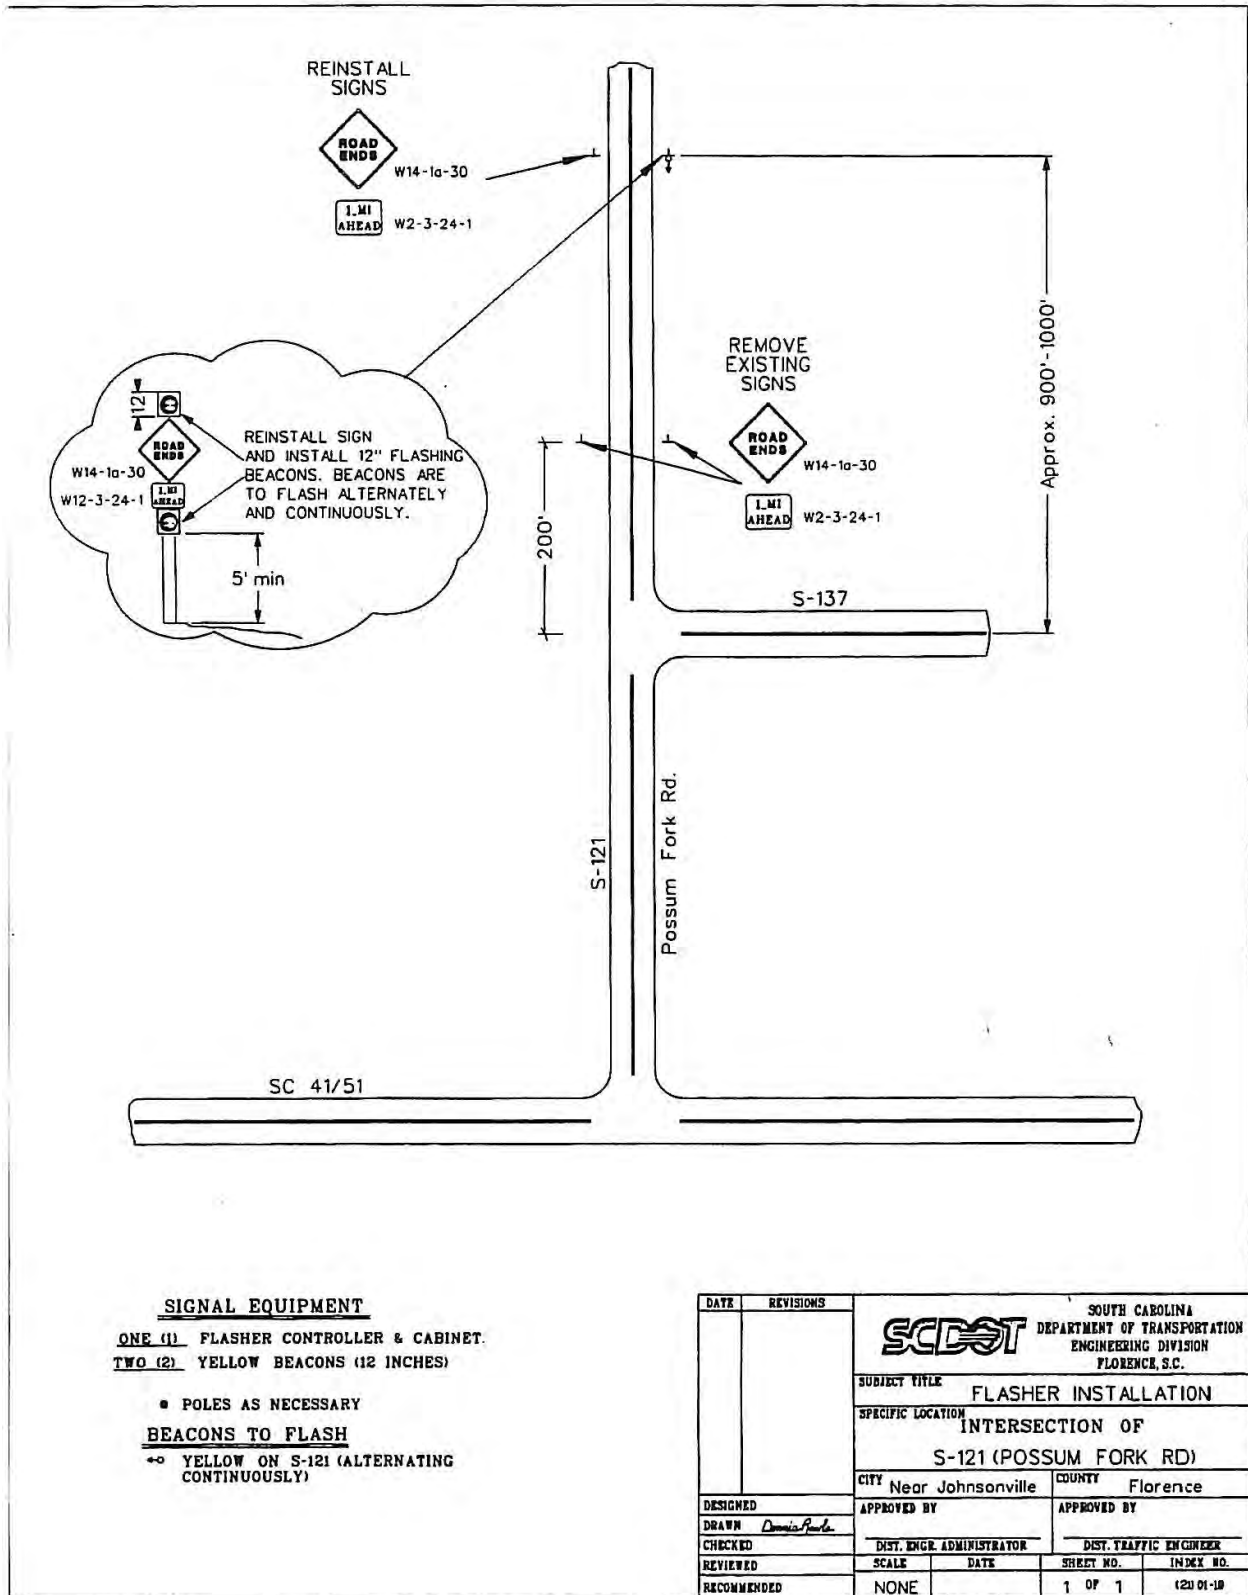 REINSTALL
SIGNS
ROAD
ENDS
W14-1a-30
1.MI
AHEAD
W2-3-24-1
12"
ROAD
ENDS
W14-1a-30
1.MI
AHEAD
W12-3-24-1
REINSTALL SIGN
AND INSTALL 12" FLASHING
BEACONS. BEACONS ARE
TO FLASH ALTERNATELY
AND CONTINUOUSLY.
5' min
REMOVE
EXISTING
SIGNS
ROAD
ENDS
W14-1a-30
1.MI
AHEAD
W2-3-24-1
200'
Approx. 900'-1000'
S-137
S-121
Possum Fork Rd.
SC 41/51
SIGNAL EQUIPMENT
ONE (1) FLASHER CONTROLLER & CABINET.
TWO (2) YELLOW BEACONS (12 INCHES)
• POLES AS NECESSARY
BEACONS TO FLASH
YELLOW ON S-121 (ALTERNATING
CONTINUOUSLY)
DATE REVISIONS
SCDOT
SOUTH CAROLINA
DEPARTMENT OF TRANSPORTATION
ENGINEERING DIVISION
FLORENCE, S.C.
SUBJECT TITLE
FLASHER INSTALLATION
SPECIFIC LOCATION
INTERSECTION OF
S-121 (POSSUM FORK RD)
CITY Near Johnsonville
COUNTY Florence
DESIGNED
DRAWN
CHECKED
REVIEWED
RECOMMENDED
APPROVED BY
DIST. ENGR. ADMINISTRATOR
APPROVED BY
DIST. TRAFFIC ENGINEER
SCALE DATE SHEET NO. INDEX NO.
NONE 1 OF 1